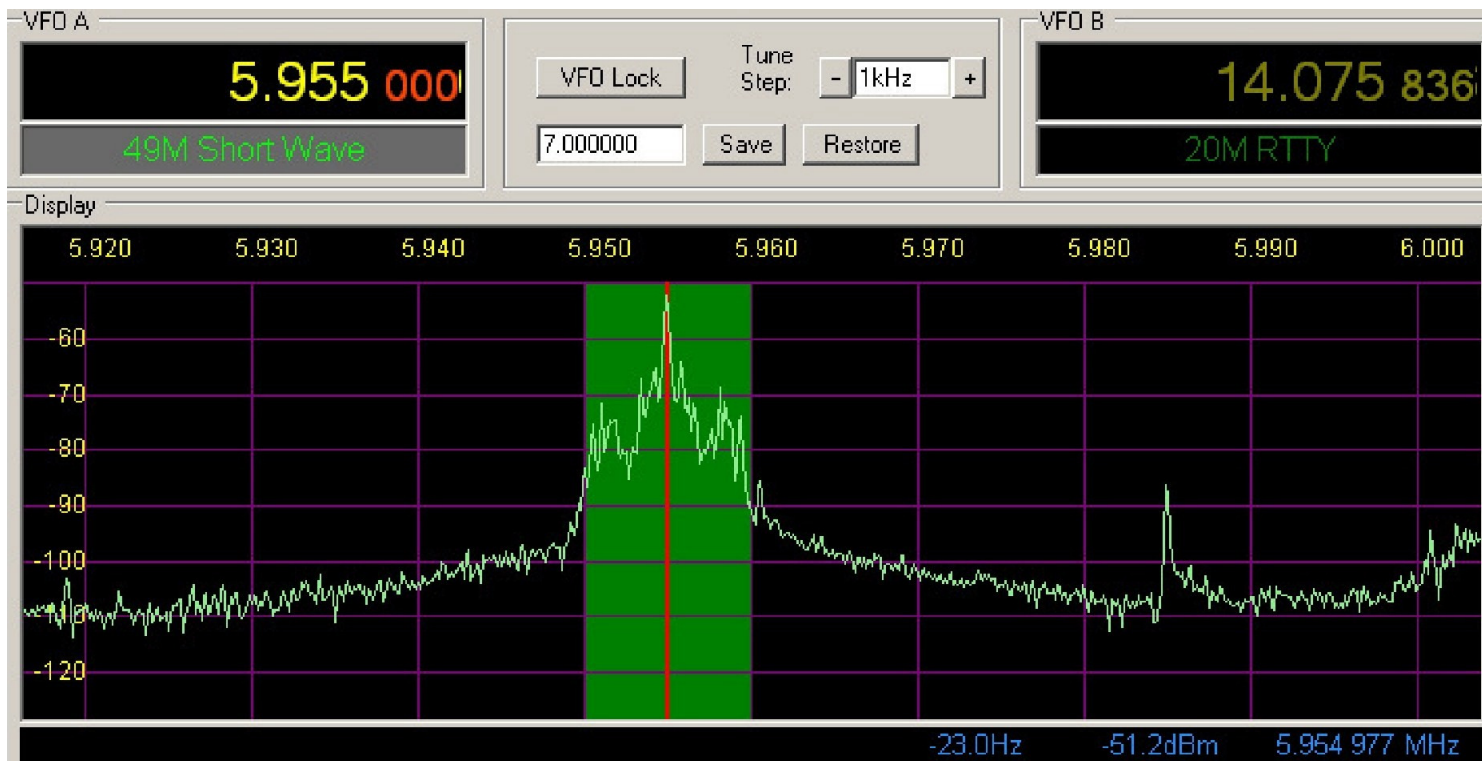 VFO A
5.955 000
49M Short Wave
VFO Lock
Tune
Step:
- 1kHz +
7.000000 Save Restore
VFO B
14.075 836
20M RTTY
Display
5.920 5.930 5.940 5.950 5.960 5.970 5.980 5.990 6.000
-60
-70
-80
-90
-100
-110
-120
-23.0Hz -51.2dBm 5.954 977 MHz